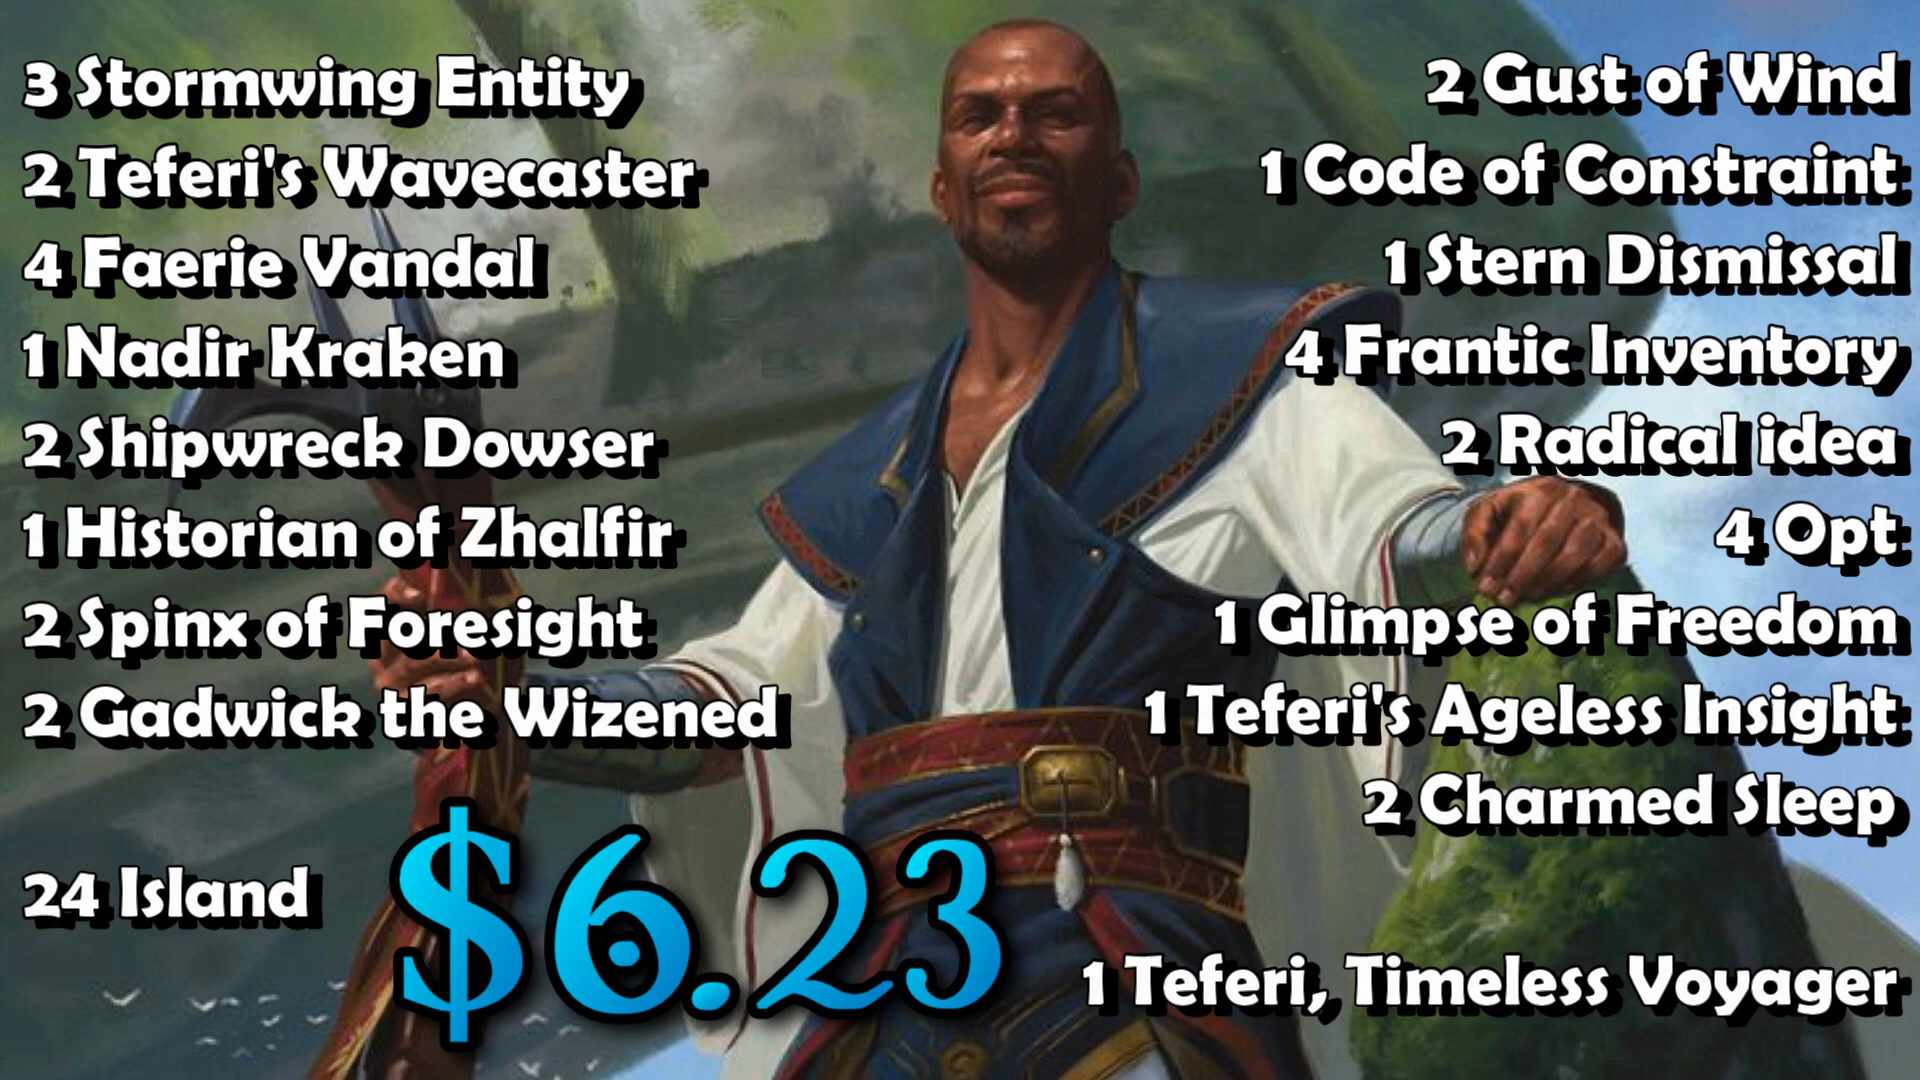 3 Stormwing Entity
2 Teferi's Wavecaster
4 Faerie Vandal
1 Nadir Kraken
2 Shipwreck Dowser
1 Historian of Zhalfir
2 Spinx of Foresight
2 Gadwick the Wizened
24 Island
$6.23
2 Gust of Wind
1 Code of Constraint
1 Stern Dismissal
4 Frantic Inventory
2 Radical idea
4 Opt
1 Glimpse of Freedom
1 Teferi's Ageless Insight
2 Charmed Sleep
1 Teferi, Timeless Voyager